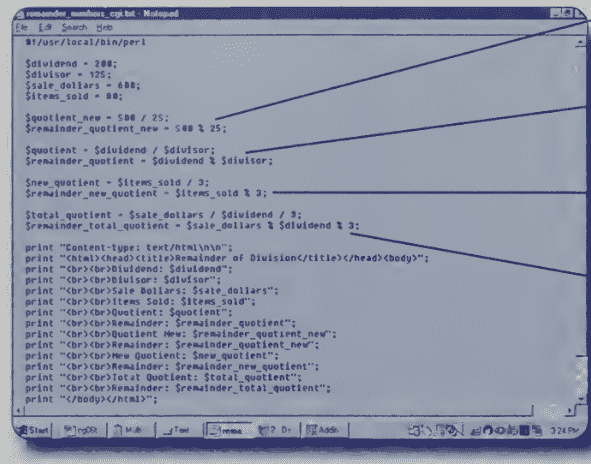 remainder_numbers_cgi.txt - Notepad
File Edit Search Help
#!/usr/local/bin/perl
$dividend = 200;
$divisor = 125;
$sale_dollars = 600;
$items_sold = 80;
$quotient_new = 500 / 25;
$remainder_quotient_new = 500 % 25;
$quotient = $dividend / $divisor;
$remainder_quotient = $dividend % $divisor;
$new_quotient = $items_sold / 3;
$remainder_new_quotient = $items_sold % 3;
$total_quotient = $sale_dollars / $dividend / 3;
$remainder_total_quotient = $sale_dollars % $dividend % 3;
print "Content-type: text/html\n\n";
print "<html><head><title>Remainder of Division</title></head><body>";
print "<br><br>Dividend: $dividend";
print "<br><br>Divisor: $divisor";
print "<br><br>Sale Dollars: $sale_dollars";
print "<br><br>Items Sold: $items_sold";
print "<br><br>Quotient: $quotient";
print "<br><br>Remainder: $remainder_quotient";
print "<br><br>Quotient New: $quotient_new";
print "<br><br>Remainder: $remainder_quotient_new";
print "<br><br>New Quotient: $new_quotient";
print "<br><br>Remainder: $remainder_new_quotient";
print "<br><br>Total Quotient: $total_quotient";
print "<br><br>Remainder: $remainder_total_quotient";
print "</body></html>";
Start
3:24 PM